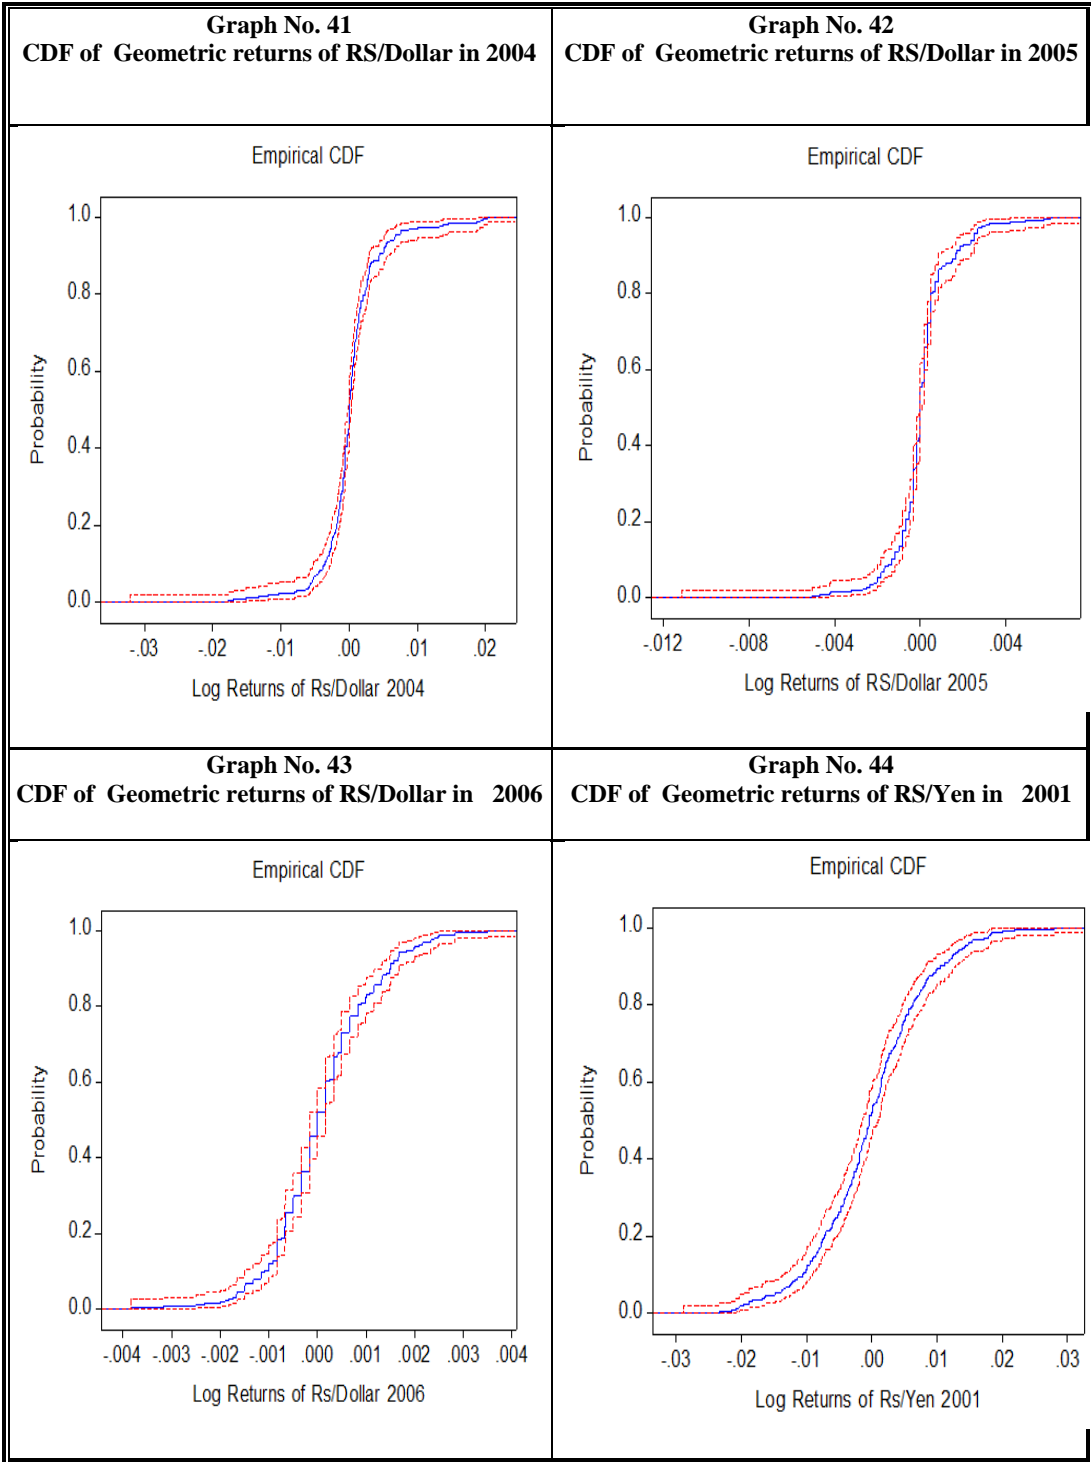 Graph No. 41
CDF of Geometric returns of RS/Dollar in 2004
Graph No. 42
CDF of Geometric returns of RS/Dollar in 2005
Empirical CDF
1.0
0.8
0.6
0.4
0.2
0.0
Probability
-.03 -.02 -.01 .00 .01 .02
Log Returns of Rs/Dollar 2004
Empirical CDF
1.0
0.8
0.6
0.4
0.2
0.0
Probability
-.012 -.008 -.004 .000 .004
Log Returns of RS/Dollar 2005
Graph No. 43
CDF of Geometric returns of RS/Dollar in 2006
Graph No. 44
CDF of Geometric returns of RS/Yen in 2001
Empirical CDF
1.0
0.8
0.6
0.4
0.2
0.0
Probability
-.004 -.003 -.002 -.001 .000 .001 .002 .003 .004
Log Returns of Rs/Dollar 2006
Empirical CDF
1.0
0.8
0.6
0.4
0.2
0.0
Probability
-.03 -.02 -.01 .00 .01 .02 .03
Log Returns of Rs/Yen 2001